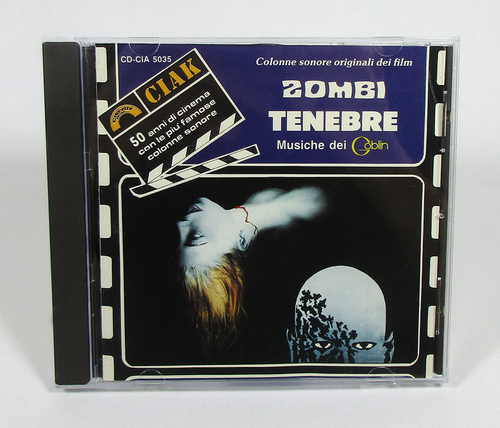 CD-CIA 5035
CIAK
50 anni di cinema
con le piu' famose
colonne sonore
Colonne sonore originali dei film
ZOMBI
TENEBRE
Musiche dei Goblin